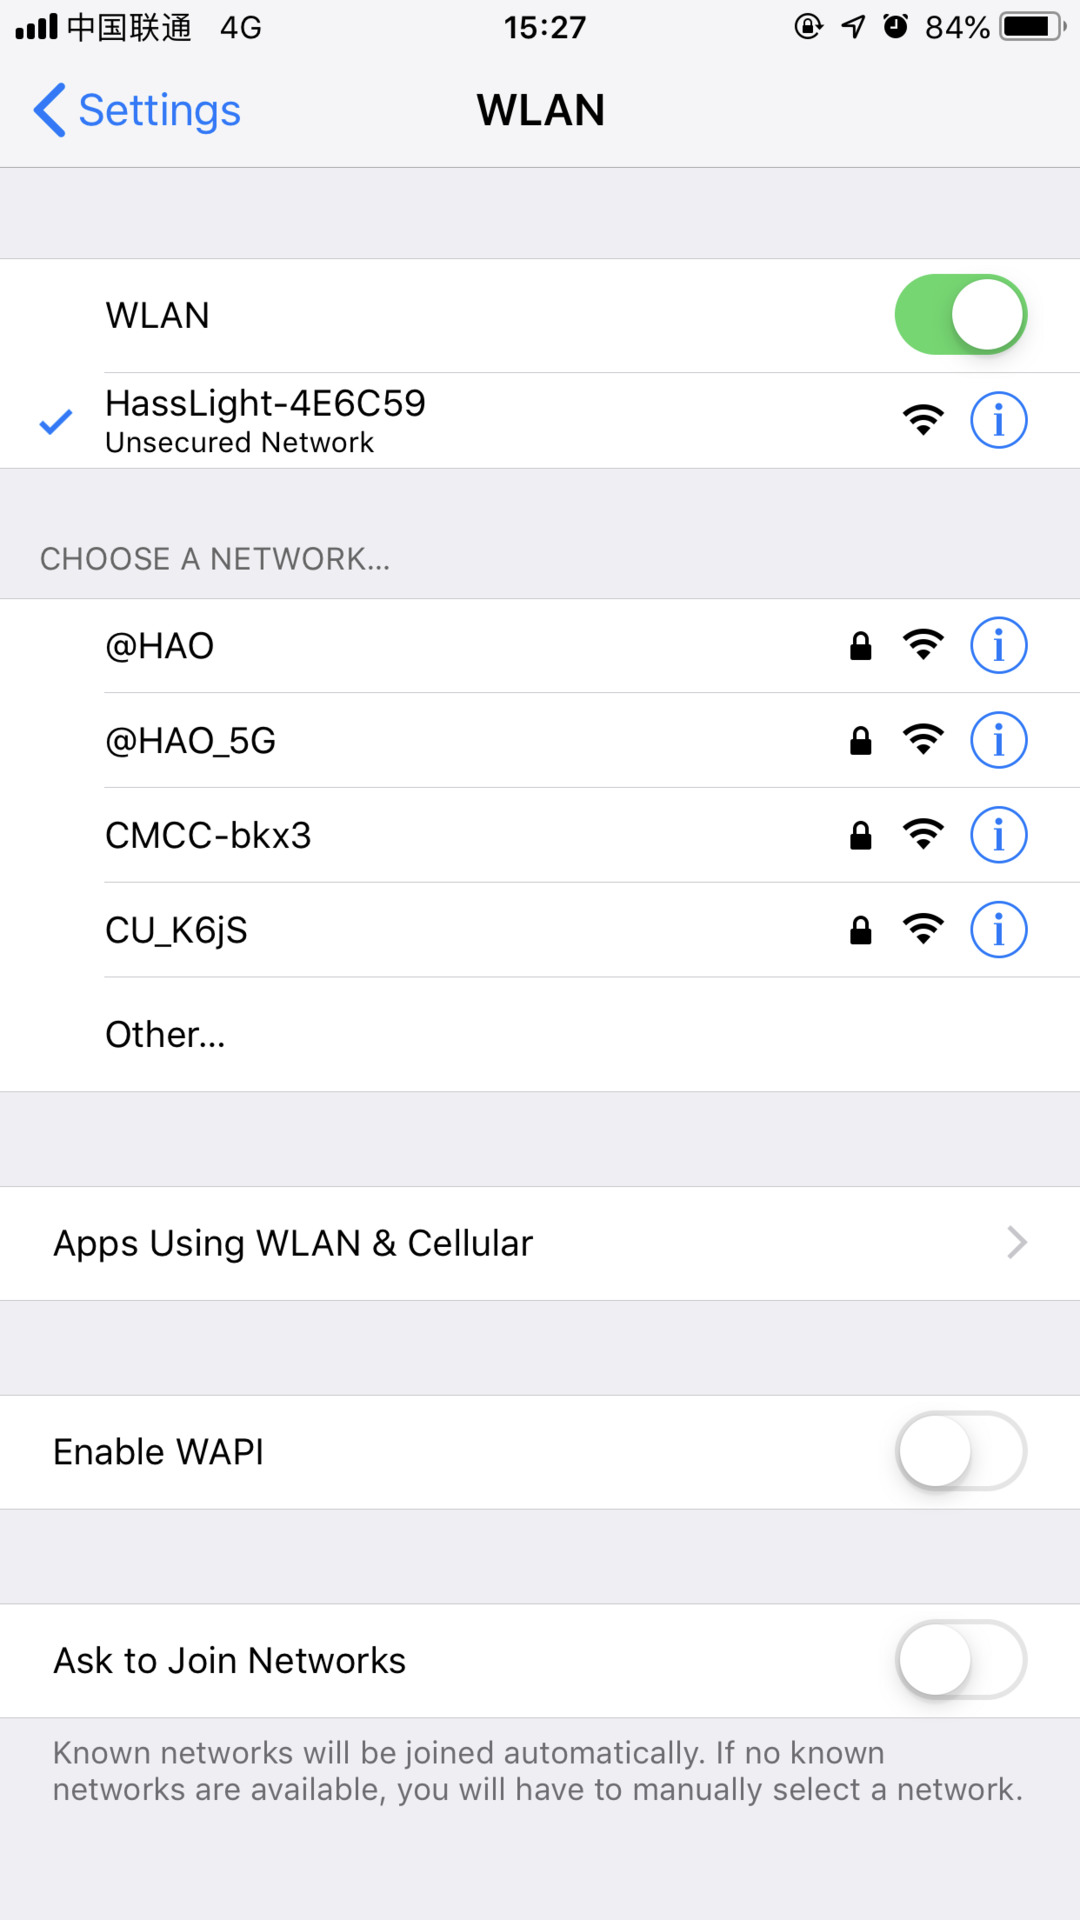 中国联通 4G 15:27 84%
Settings WLAN
WLAN
HassLight-4E6C59
Unsecured Network
CHOOSE A NETWORK...
@HAO
@HAO_5G
CMCC-bkx3
CU_K6jS
Other...
Apps Using WLAN & Cellular
Enable WAPI
Ask to Join Networks
Known networks will be joined automatically. If no known
networks are available, you will have to manually select a network.